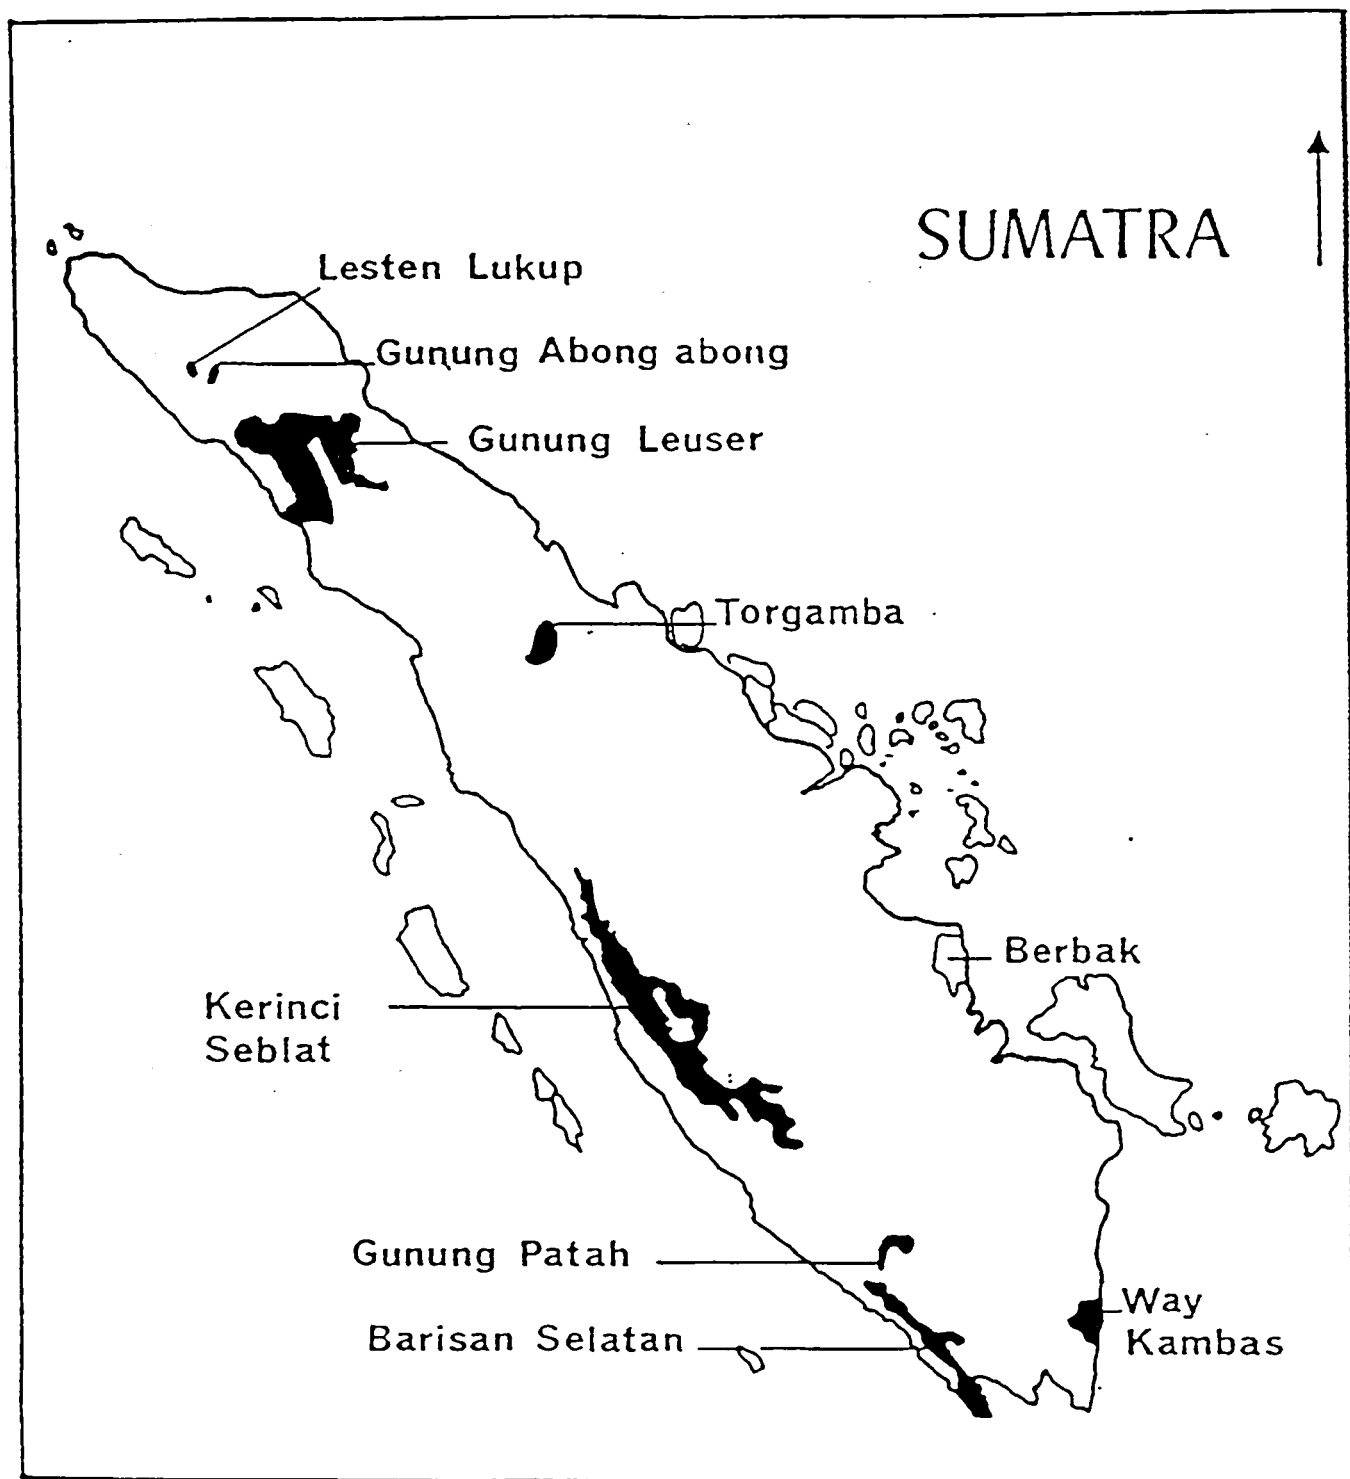 SUMATRA
Lesten Lukup
Gunung Abong abong
Gunung Leuser
Torgamba
Berbak
Kerinci
Seblat
Gunung Patah
Way
Kambas
Barisan Selatan